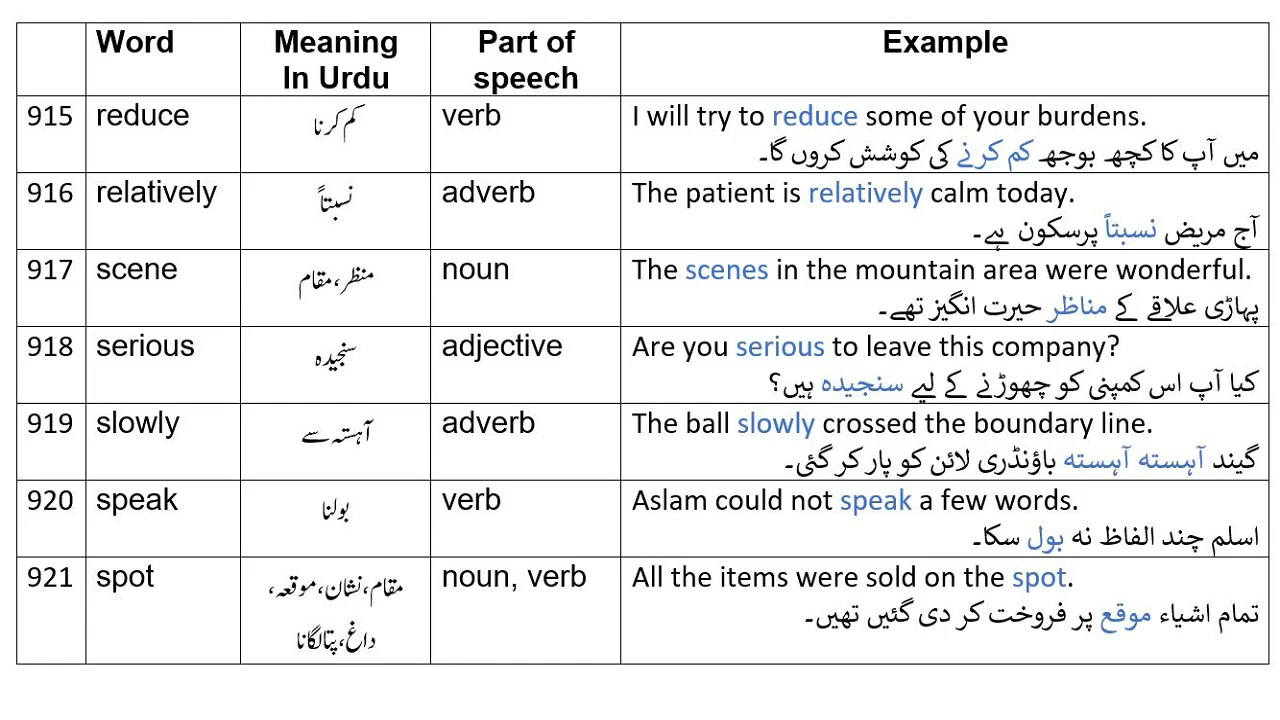 Word Meaning In Urdu Part of speech Example
915 reduce کم کرنا verb I will try to reduce some of your burdens.
میں آپ کا کچھ بوجھ کم کرنے کی کوشش کروں گا۔
916 relatively نسبتاً adverb The patient is relatively calm today.
آج مریض نسبتاً پرسکون ہے۔
917 scene منظر، مقام noun The scenes in the mountain area were wonderful.
پہاڑی علاقے کے مناظر حیرت انگیز تھے۔
918 serious سنجیدہ adjective Are you serious to leave this company?
کیا آپ اس کمپنی کو چھوڑنے کے لیے سنجیدہ ہیں؟
919 slowly آہستہ سے adverb The ball slowly crossed the boundary line.
گیند آہستہ آہستہ باؤنڈری لائن کو پار کر گئی۔
920 speak بولنا verb Aslam could not speak a few words.
اسلم چند الفاظ نہ بول سکا۔
921 spot مقام، نشان، موقعہ، noun, verb All the items were sold on the spot.
داغ، پتا لگانا تمام اشیاء موقع پر فروخت کر دی گئیں تھیں۔